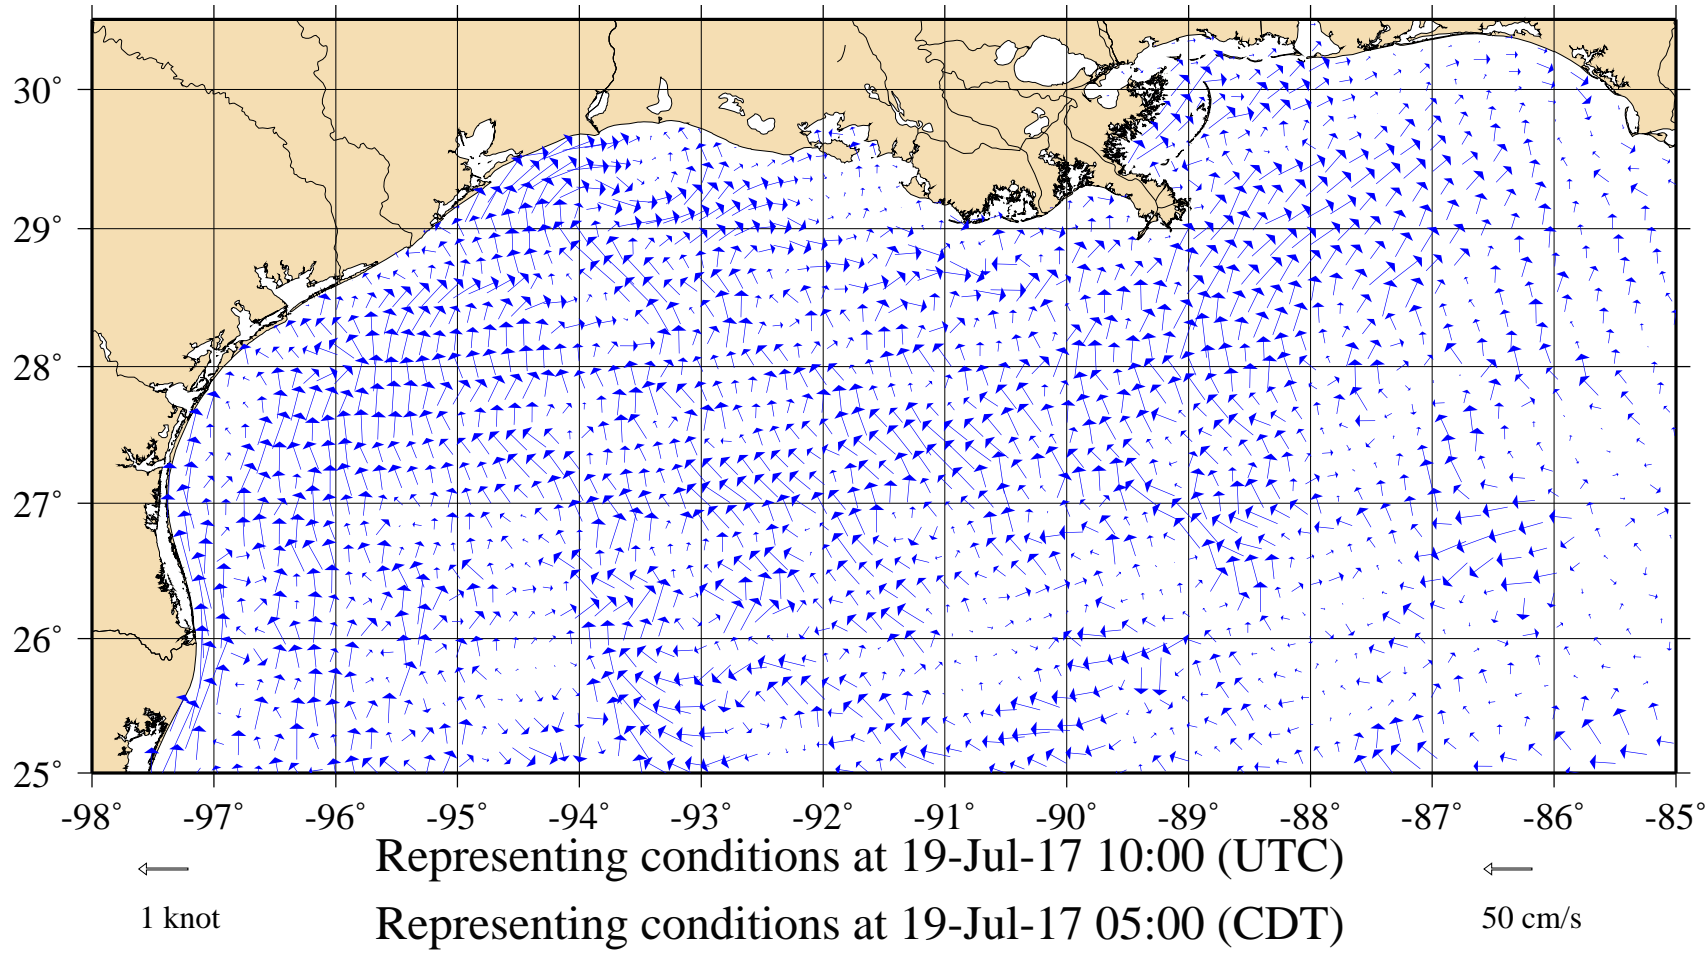 30°
29°
28°
27°
26°
25°
-98° -97° -96° -95° -94° -93° -92° -91° -90° -89° -88° -87° -86° -85°
Representing conditions at 19-Jul-17 10:00 (UTC)
1 knot
Representing conditions at 19-Jul-17 05:00 (CDT)
50 cm/s